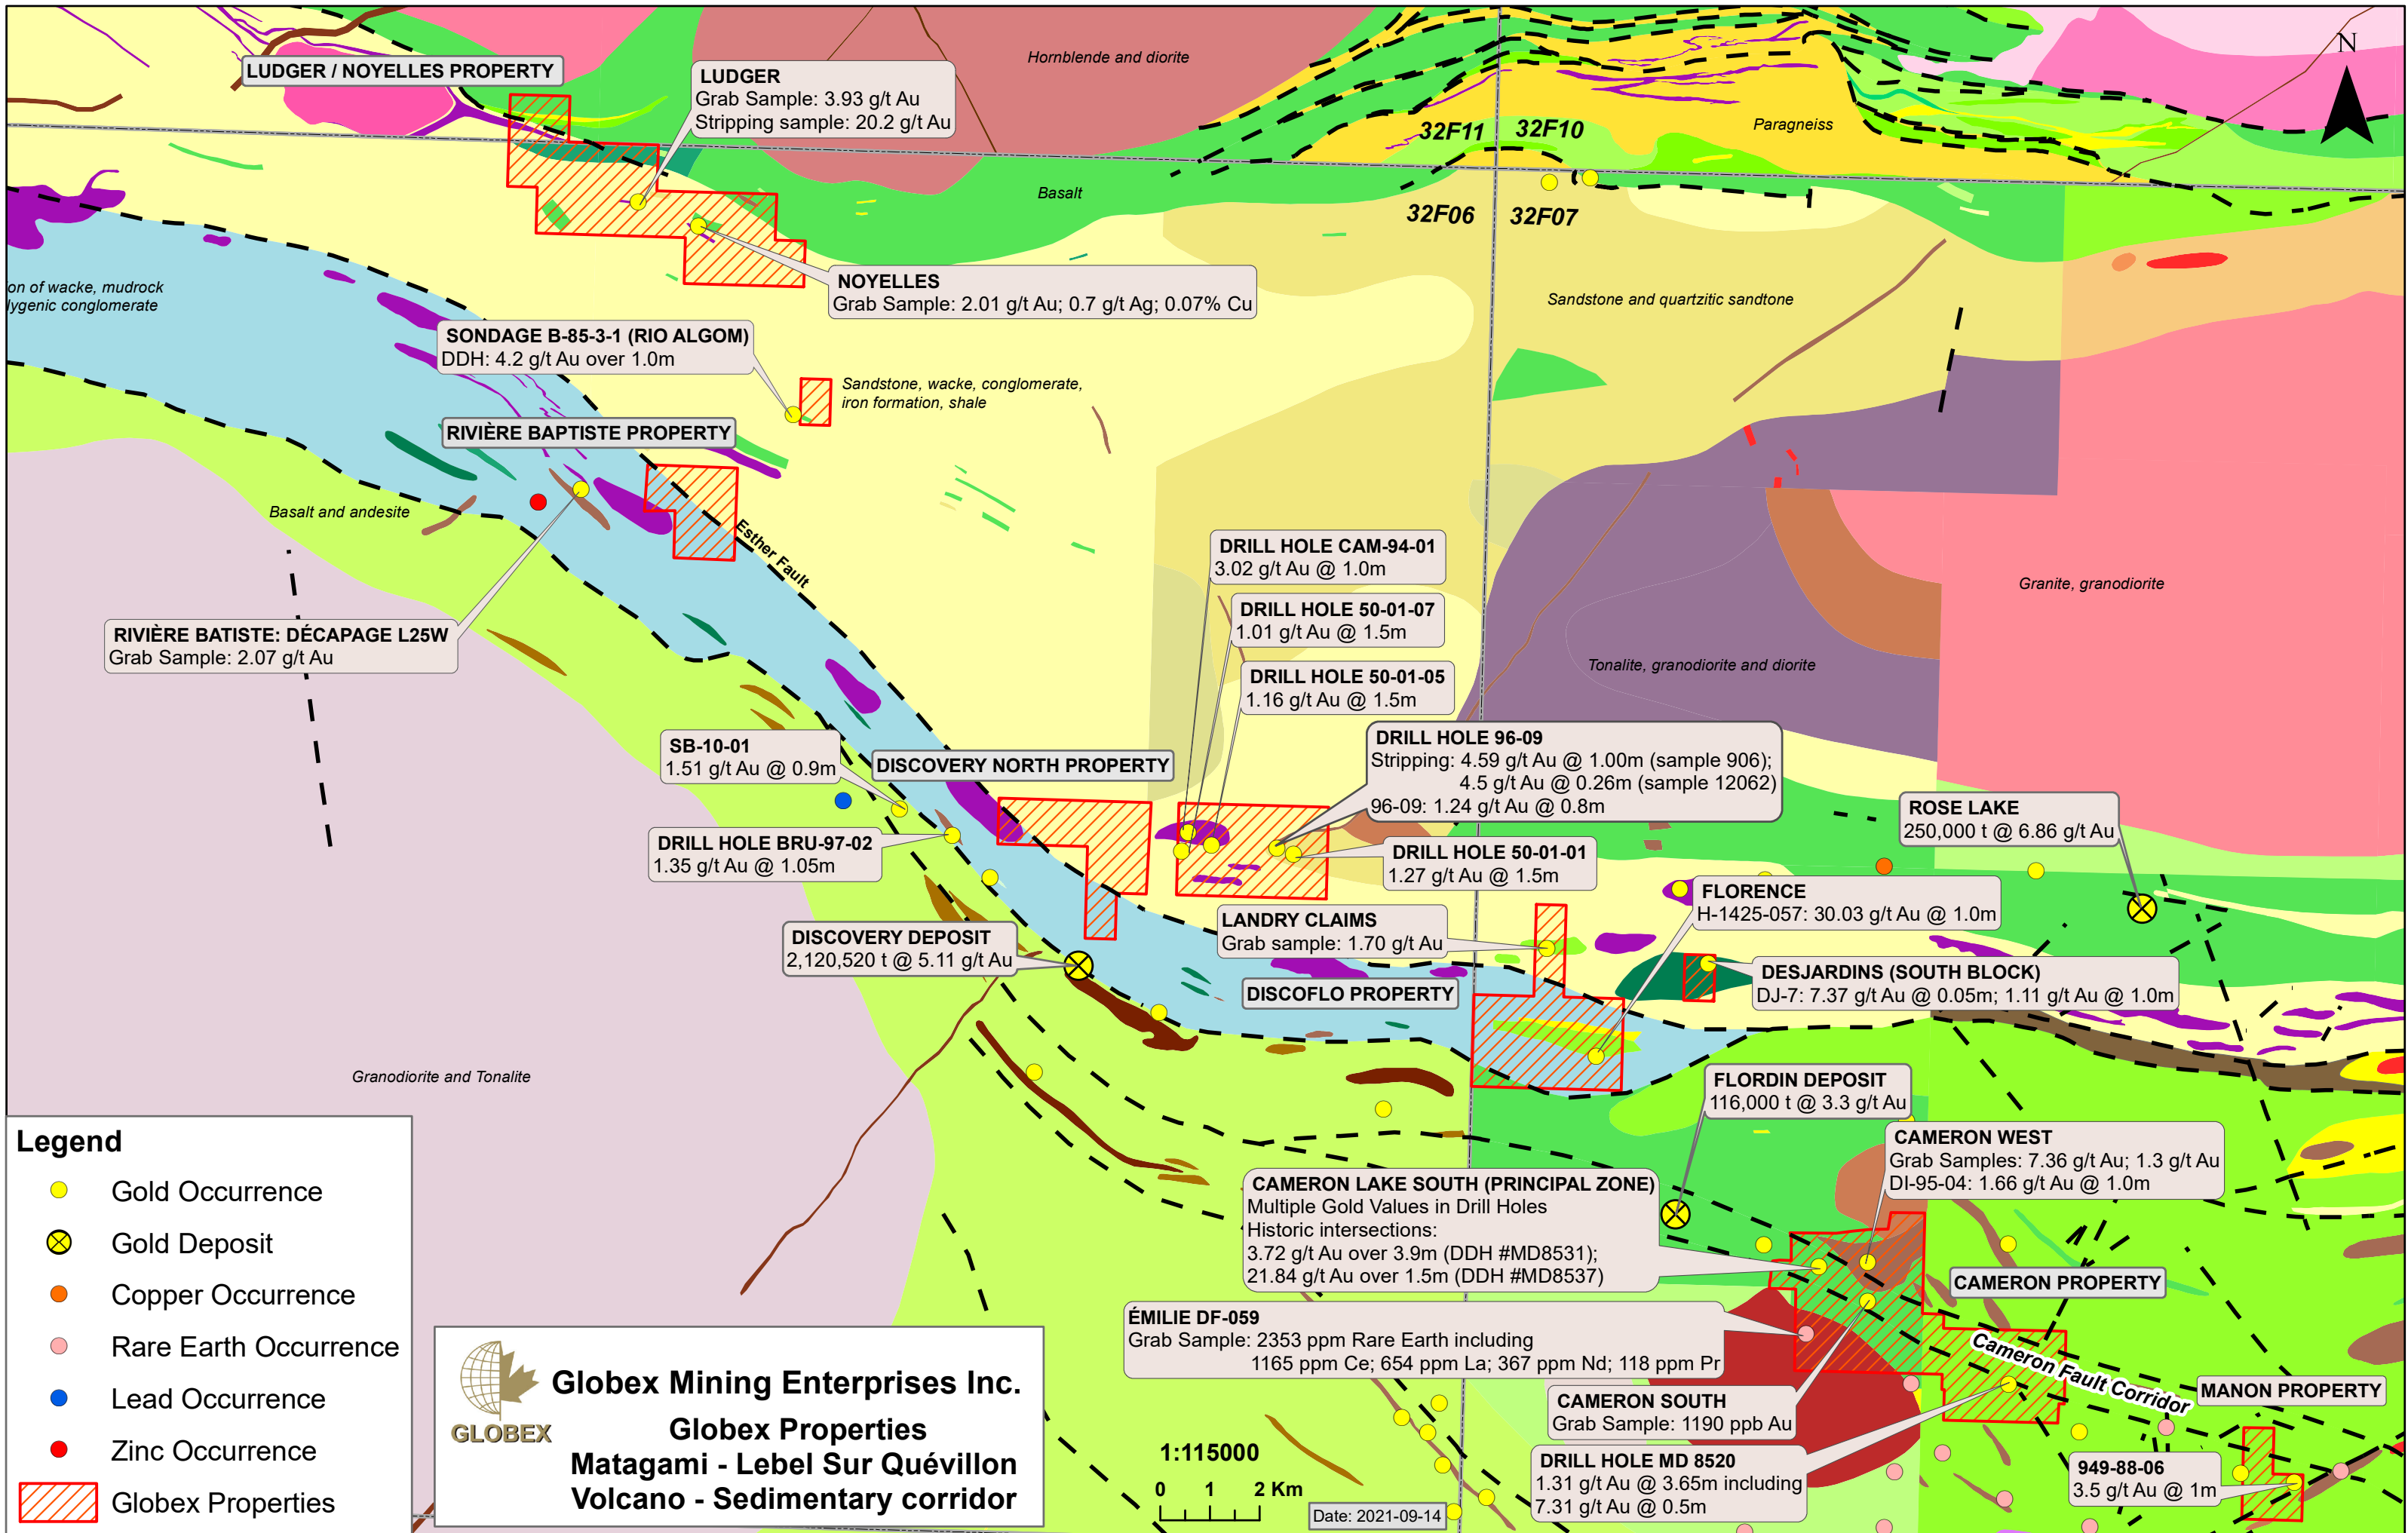 Hornblende and diorite
N
LUDGER / NOYELLES PROPERTY
LUDGER
Grab Sample: 3.93 g/t Au
Stripping sample: 20.2 g/t Au
32F11
32F10
Paragneiss
Basalt
32F06
32F07
NOYELLES
Grab Sample: 2.01 g/t Au; 0.7 g/t Ag; 0.07% Cu
on of wacke, mudrock
lygenic conglomerate
Sandstone and quartzitic sandtone
SONDAGE B-85-3-1 (RIO ALGOM)
DDH: 4.2 g/t Au over 1.0m
Sandstone, wacke, conglomerate,
iron formation, shale
RIVIÈRE BAPTISTE PROPERTY
Basalt and andesite
Esther Fault
DRILL HOLE CAM-94-01
3.02 g/t Au @ 1.0m
Granite, granodiorite
DRILL HOLE 50-01-07
1.01 g/t Au @ 1.5m
RIVIÈRE BATISTE: DÉCAPAGE L25W
Grab Sample: 2.07 g/t Au
Tonalite, granodiorite and diorite
DRILL HOLE 50-01-05
1.16 g/t Au @ 1.5m
SB-10-01
1.51 g/t Au @ 0.9m
DISCOVERY NORTH PROPERTY
DRILL HOLE 96-09
Stripping: 4.59 g/t Au @ 1.00m (sample 906);
4.5 g/t Au @ 0.26m (sample 12062)
96-09: 1.24 g/t Au @ 0.8m
ROSE LAKE
250,000 t @ 6.86 g/t Au
DRILL HOLE BRU-97-02
1.35 g/t Au @ 1.05m
DRILL HOLE 50-01-01
1.27 g/t Au @ 1.5m
FLORENCE
H-1425-057: 30.03 g/t Au @ 1.0m
LANDRY CLAIMS
Grab sample: 1.70 g/t Au
DISCOVERY DEPOSIT
2,120,520 t @ 5.11 g/t Au
DESJARDINS (SOUTH BLOCK)
DJ-7: 7.37 g/t Au @ 0.05m; 1.11 g/t Au @ 1.0m
DISCOFLO PROPERTY
Granodiorite and Tonalite
FLORDIN DEPOSIT
116,000 t @ 3.3 g/t Au
CAMERON WEST
Grab Samples: 7.36 g/t Au; 1.3 g/t Au
DI-95-04: 1.66 g/t Au @ 1.0m
CAMERON LAKE SOUTH (PRINCIPAL ZONE)
Multiple Gold Values in Drill Holes
Historic intersections:
3.72 g/t Au over 3.9m (DDH #MD8531);
21.84 g/t Au over 1.5m (DDH #MD8537)
CAMERON PROPERTY
ÉMILIE DF-059
Grab Sample: 2353 ppm Rare Earth including
1165 ppm Ce; 654 ppm La; 367 ppm Nd; 118 ppm Pr
Cameron Fault Corridor
MANON PROPERTY
CAMERON SOUTH
Grab Sample: 1190 ppb Au
DRILL HOLE MD 8520
1.31 g/t Au @ 3.65m including
7.31 g/t Au @ 0.5m
949-88-06
3.5 g/t Au @ 1m
Legend
Gold Occurrence
Gold Deposit
Copper Occurrence
Rare Earth Occurrence
Lead Occurrence
Zinc Occurrence
Globex Properties
GLOBEX
Globex Mining Enterprises Inc.
Globex Properties
Matagami - Lebel Sur Quévillon
Volcano - Sedimentary corridor
1:115000
0 1 2 Km
Date: 2021-09-14